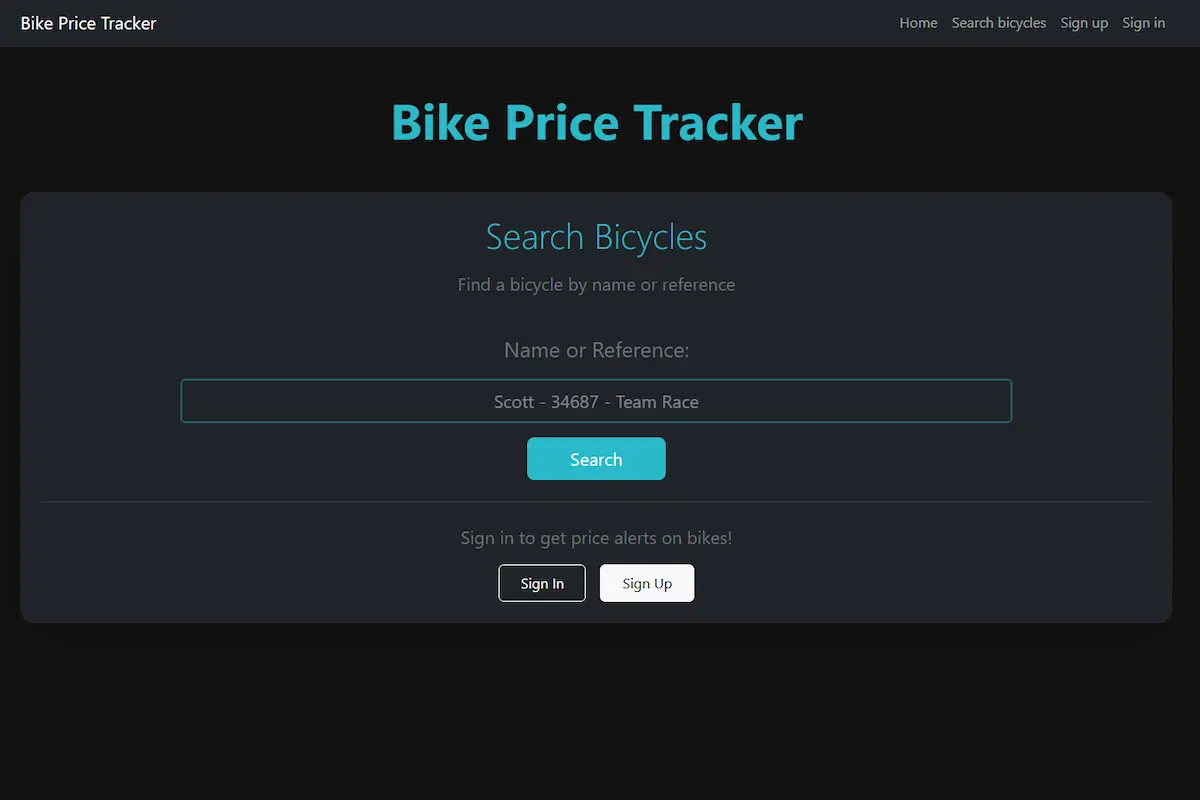 Bike Price Tracker
Home Search bicycles Sign up Sign in
Bike Price Tracker
Search Bicycles
Find a bicycle by name or reference
Name or Reference:
Scott - 34687 - Team Race
Search
Sign in to get price alerts on bikes!
Sign In Sign Up